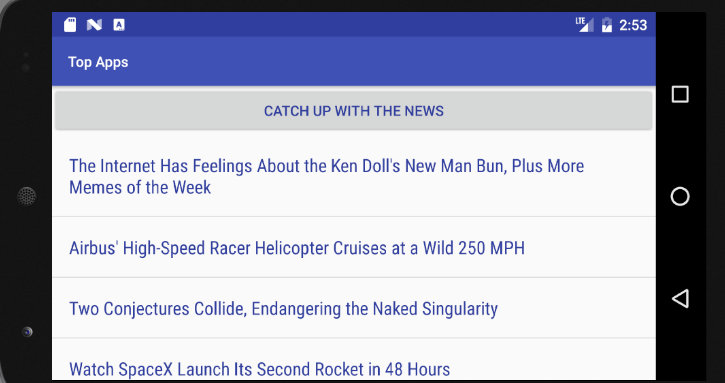 LTE 2:53
Top Apps
CATCH UP WITH THE NEWS
The Internet Has Feelings About the Ken Doll's New Man Bun, Plus More
Memes of the Week
Airbus' High-Speed Racer Helicopter Cruises at a Wild 250 MPH
Two Conjectures Collide, Endangering the Naked Singularity
Watch SpaceX Launch Its Second Rocket in 48 Hours